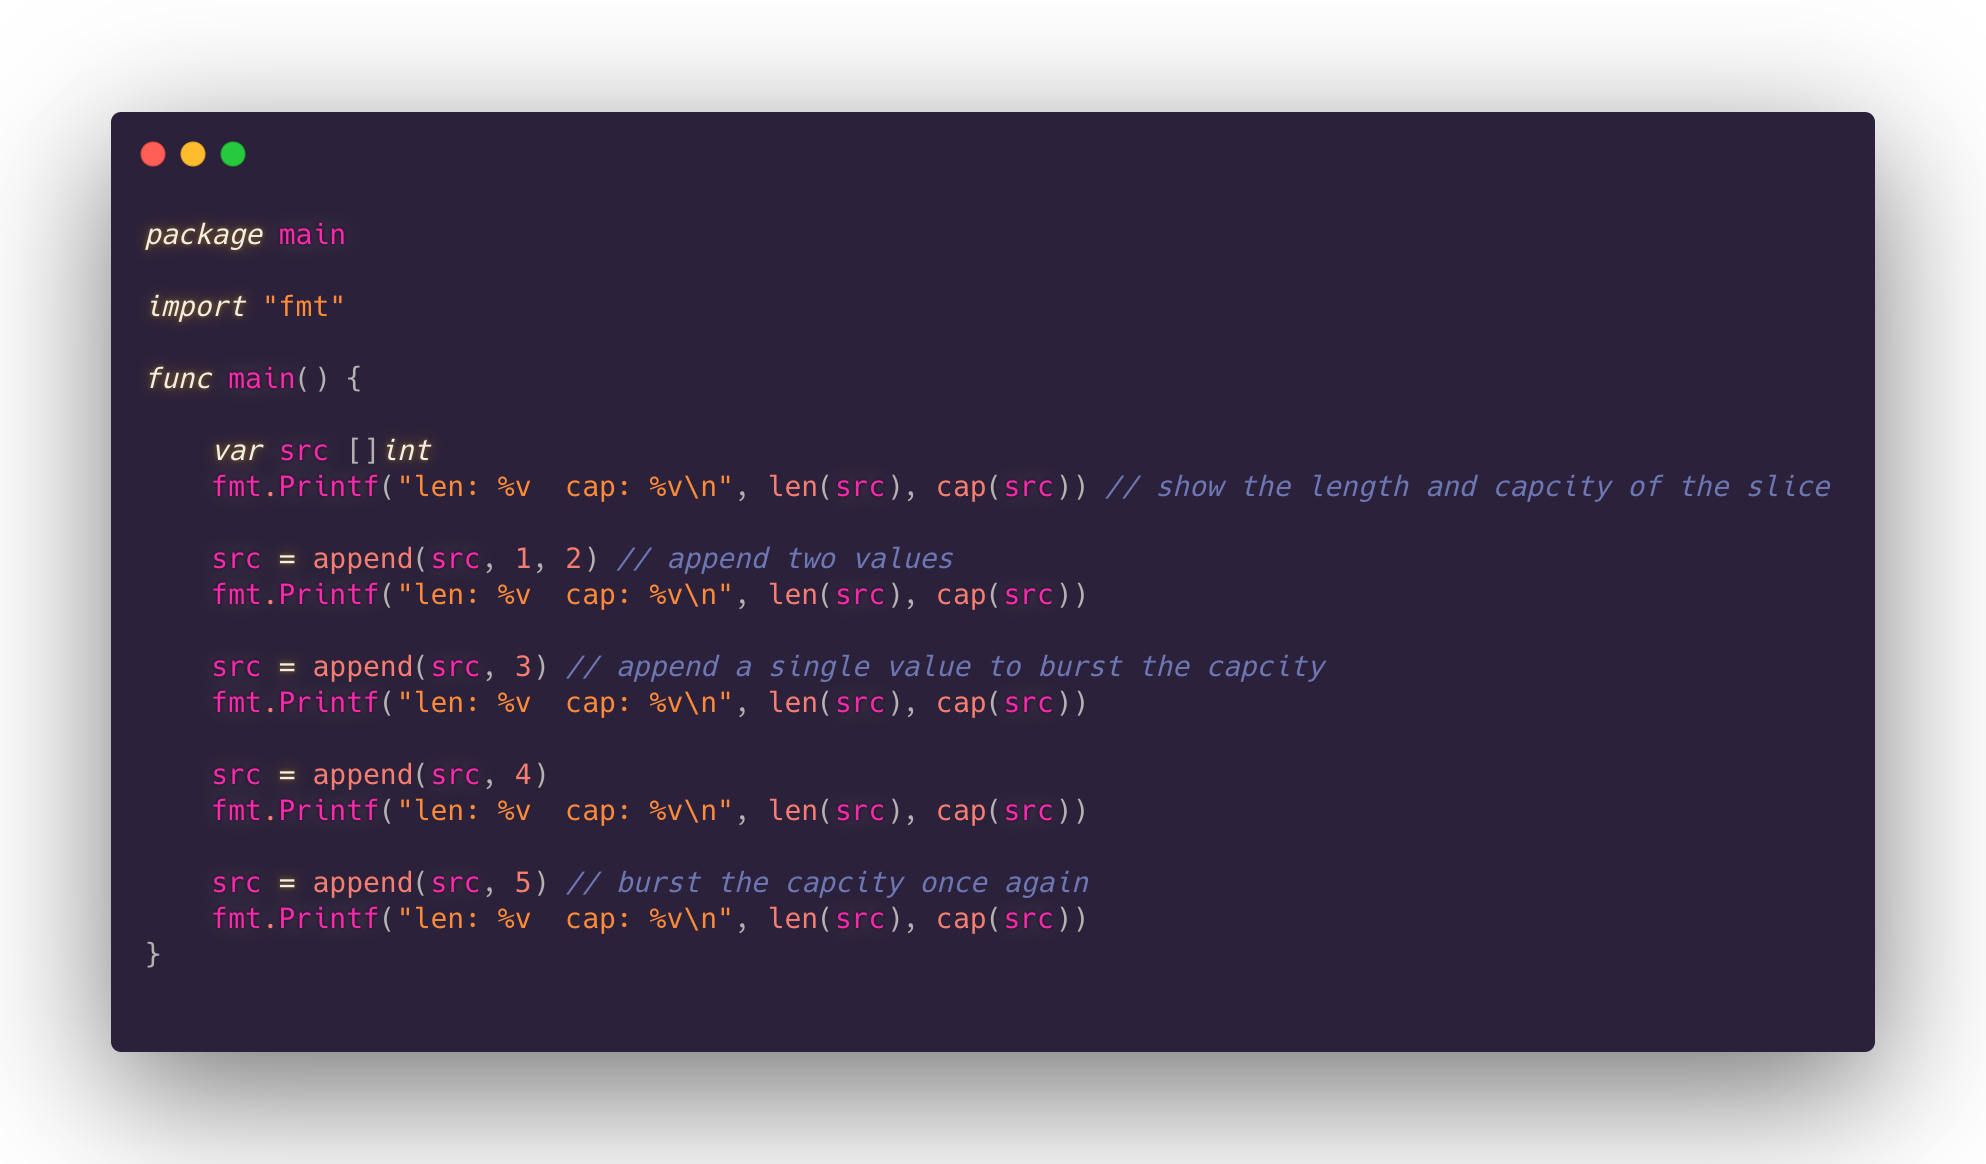 package main
import "fmt"
func main() {
    var src []int
    fmt.Printf("len: %v  cap: %v\n", len(src), cap(src)) // show the length and capcity of the slice
    src = append(src, 1, 2) // append two values
    fmt.Printf("len: %v  cap: %v\n", len(src), cap(src))
    src = append(src, 3) // append a single value to burst the capcity
    fmt.Printf("len: %v  cap: %v\n", len(src), cap(src))
    src = append(src, 4)
    fmt.Printf("len: %v  cap: %v\n", len(src), cap(src))
    src = append(src, 5) // burst the capcity once again
    fmt.Printf("len: %v  cap: %v\n", len(src), cap(src))
}